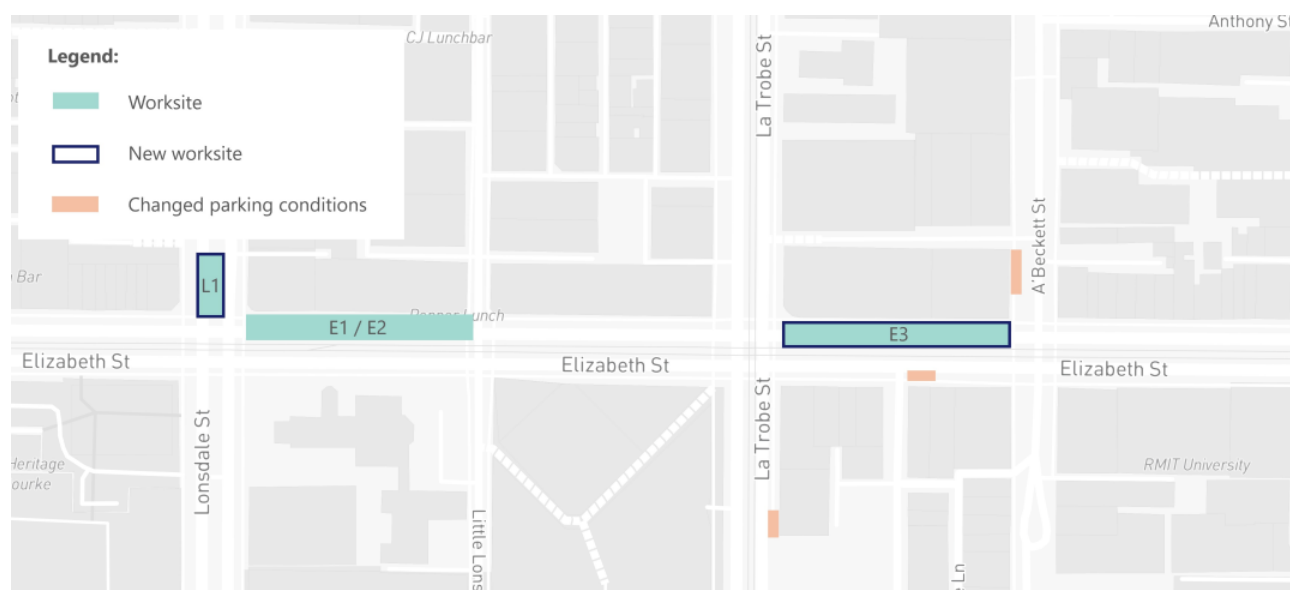 Anthony St
CJ Lunchbar
Legend:
Worksite
New worksite
Changed parking conditions
La Trobe St
A'Beckett St
Bar
L1
Lunch
E1 / E2
E3
Elizabeth St
Elizabeth St
Elizabeth St
Lonsdale St
La Trobe St
Heritage
ourke
RMIT University
Little Lons
e Ln